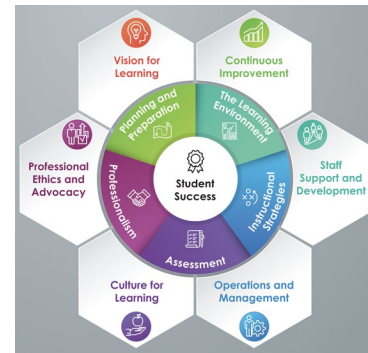 Vision for
Learning
Continuous
Improvement
Planning and
Preparation
The Learning
Environment
Professional
Ethics and
Advocacy
Student
Success
Staff
Support and
Development
Professionalism
Instructional
Strategies
Assessment
Culture for
Learning
Operations and
Management